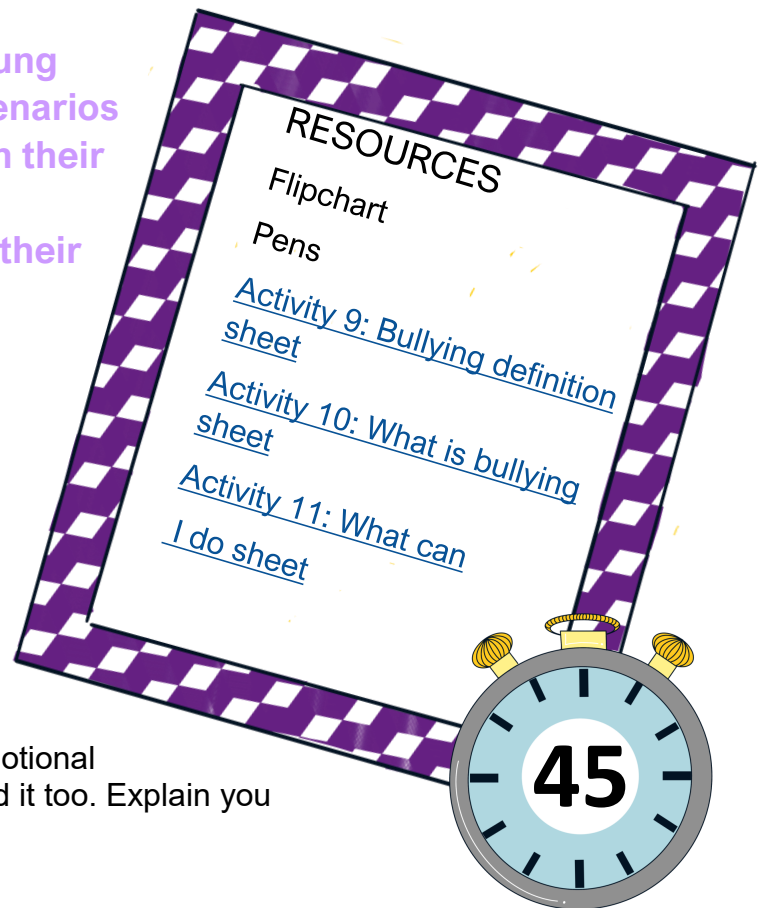 ung
enarios
n their
their
RESOURCES
Flipchart
Pens
Activity 9: Bullying definition
sheet
Activity 10: What is bullying
sheet
Activity 11: What can
I do sheet
45
otional
d it too. Explain you